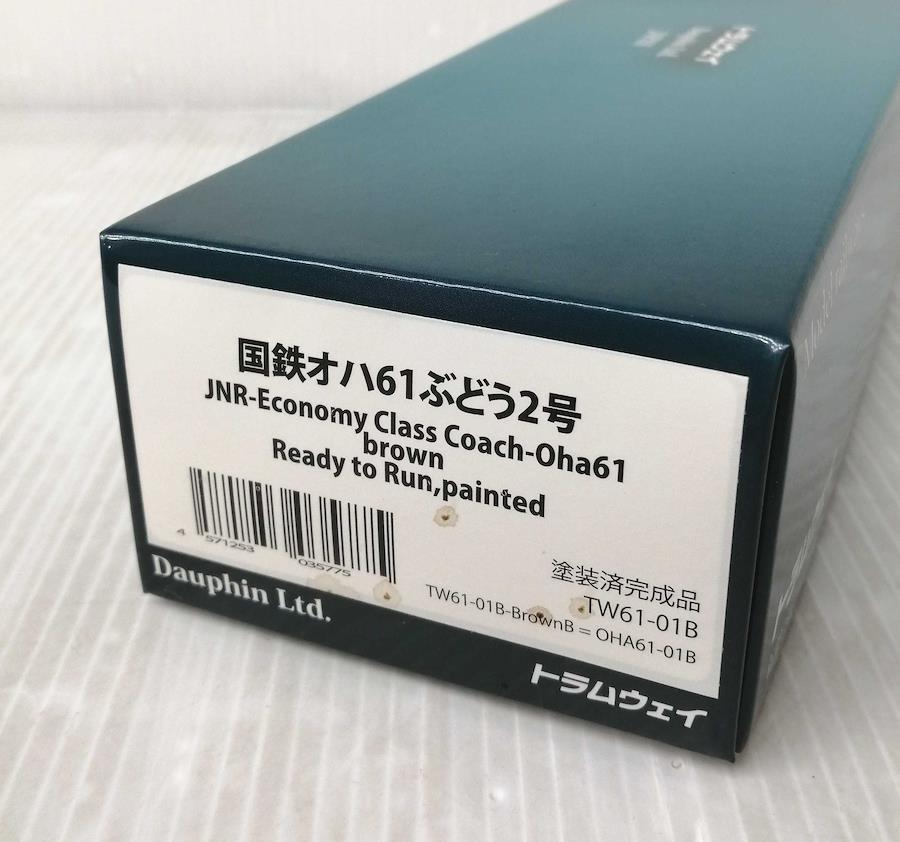 国鉄オハ61ぶどう2号
JNR-Economy Class Coach-Oha61
brown
Ready to Run,painted
4 571253 035775
塗装済完成品
TW61-01B
TW61-01B-BrownB = OHA61-01B
Dauphin Ltd.
トラムウェイ